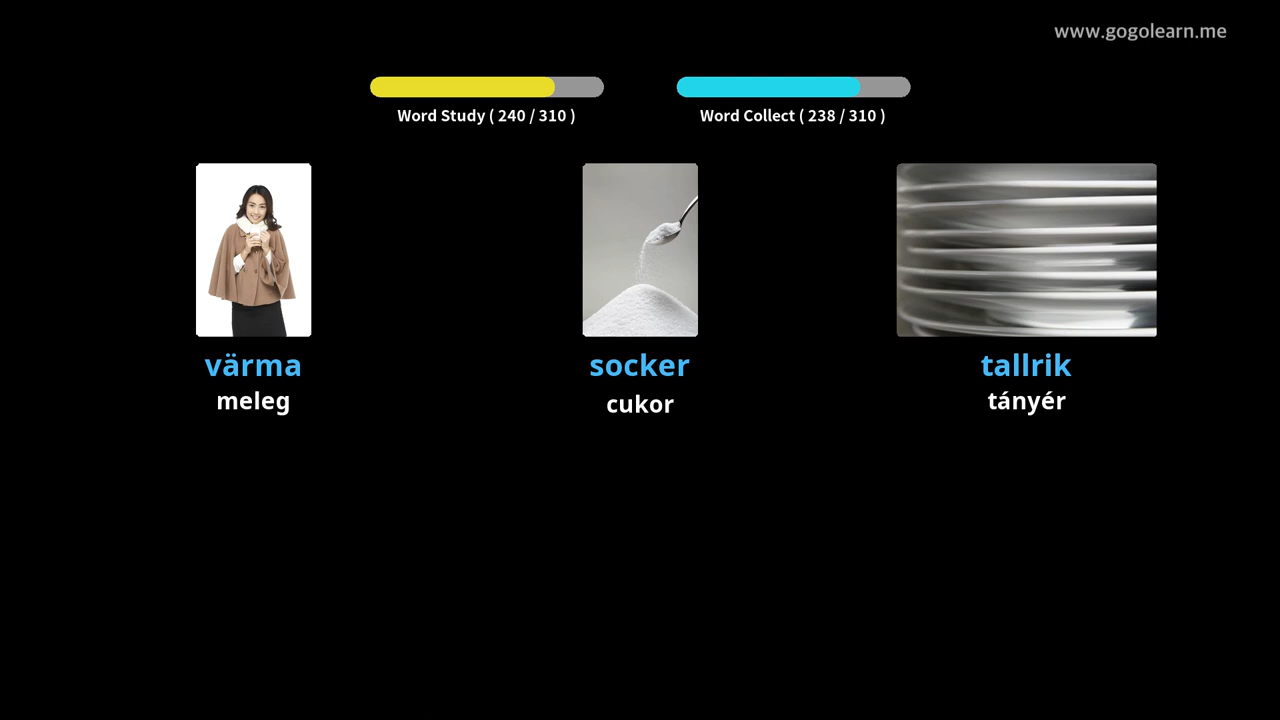 www.gogolearn.me
Word Study ( 240 / 310 )
Word Collect ( 238 / 310 )
värma
meleg
socker
cukor
tallrik
tányér